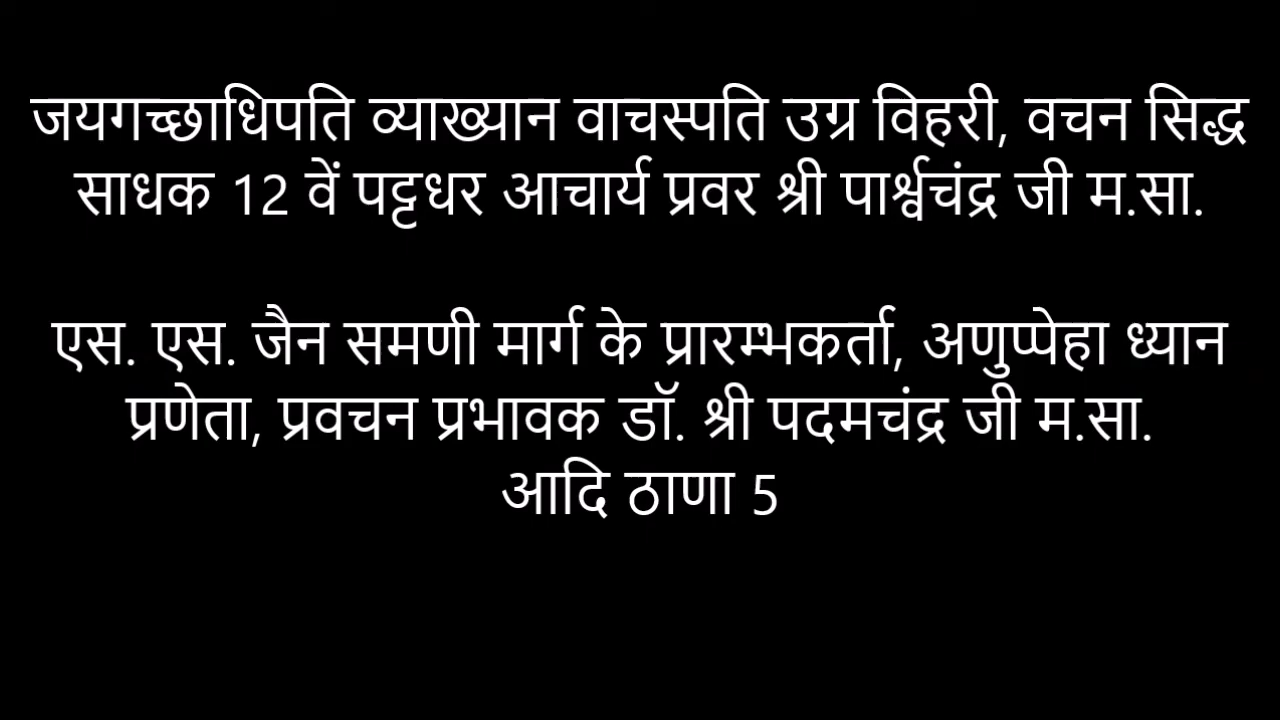 जयगच्छाधिपति व्याख्यान वाचस्पति उग्र विहरी, वचन सिद्ध
साधक 12 वें पट्टधर आचार्य प्रवर श्री पार्श्वचंद्र जी म.सा.
एस. एस. जैन समणी मार्ग के प्रारम्भकर्ता, अणुप्पेहा ध्यान
प्रणेता, प्रवचन प्रभावक डॉ. श्री पदमचंद्र जी म.सा.
आदि ठाणा 5